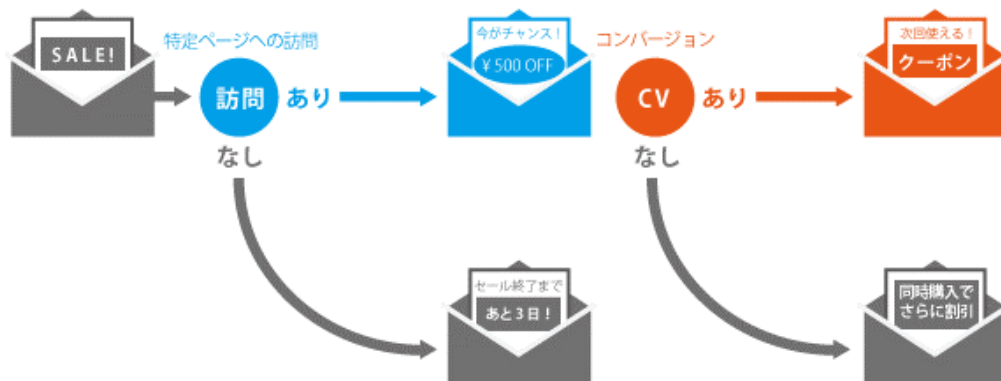 SALE!
特定ページへの訪問
訪問
あり
なし
今がチャンス!
¥500 OFF
コンバージョン
CV
あり
なし
次回使える!
クーポン
セール終了まで
あと3日!
同時購入で
さらに割引